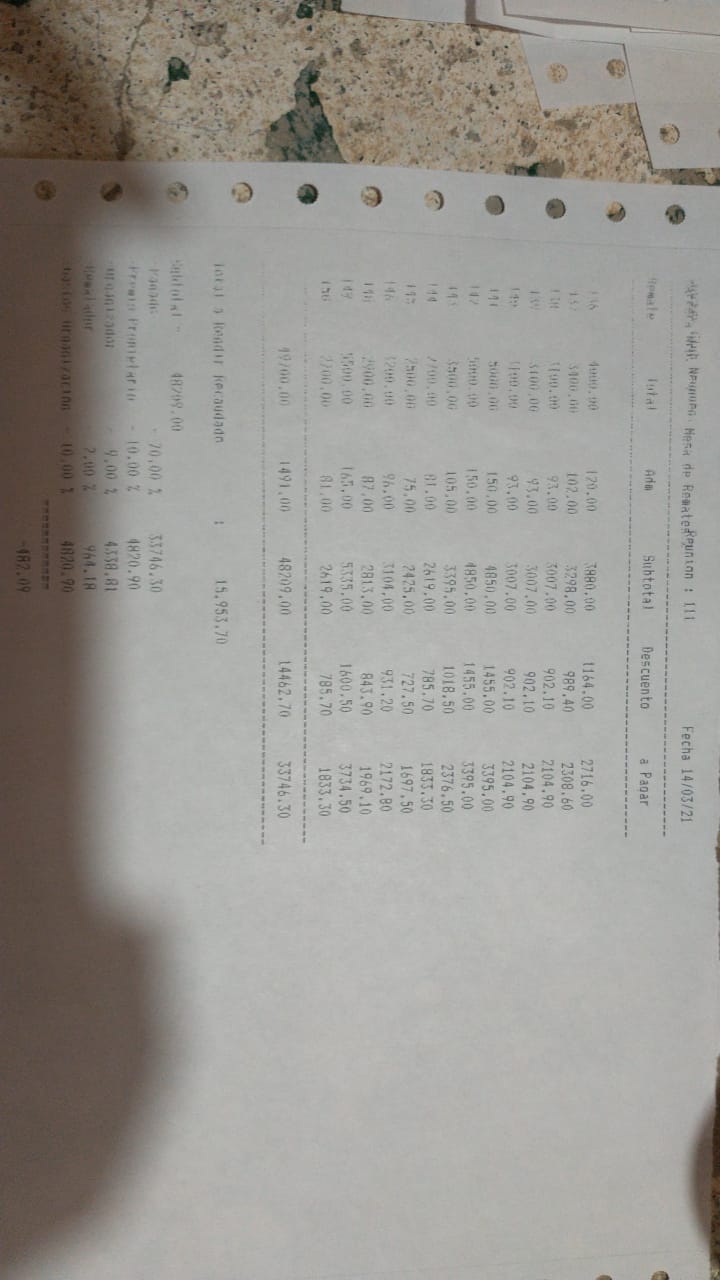 Jockey Club Neuquen. Mesa de Remates Reunion : 111 Fecha 14/03/21
Remate Total Adm Subtotal Descuento a Pagar
136 4000.00 120.00 3880.00 1164.00 2716.00
137 3400.00 102.00 3298.00 989.40 2308.60
138 3100.00 93.00 3007.00 902.10 2104.90
139 3100.00 93.00 3007.00 902.10 2104.90
140 3100.00 93.00 3007.00 902.10 2104.90
141 5000.00 150.00 4850.00 1455.00 3395.00
142 5000.00 150.00 4850.00 1455.00 3395.00
143 3500.00 105.00 3395.00 1018.50 2376.50
144 2700.00 81.00 2619.00 785.70 1833.30
145 2500.00 75.00 2425.00 727.50 1697.50
146 3200.00 96.00 3104.00 931.20 2172.80
148 2900.00 87.00 2813.00 843.90 1969.10
149 5500.00 165.00 5335.00 1600.50 3734.50
150 2700.00 81.00 2619.00 785.70 1833.30
49700.00 1491.00 48209.00 14462.70 33746.30
Total a Rendir Recaudado : 15.953.70
Subtotal = 48209.00
Pagado - 70.00 % 33746.30
Premio Propietario - 10.00 % 4820.90
Organizador - 9.00 % 4338.81
Rematador - 2.00 % 964.18
Gastos Organización - 10.00 % 4820.90
============
-482.09